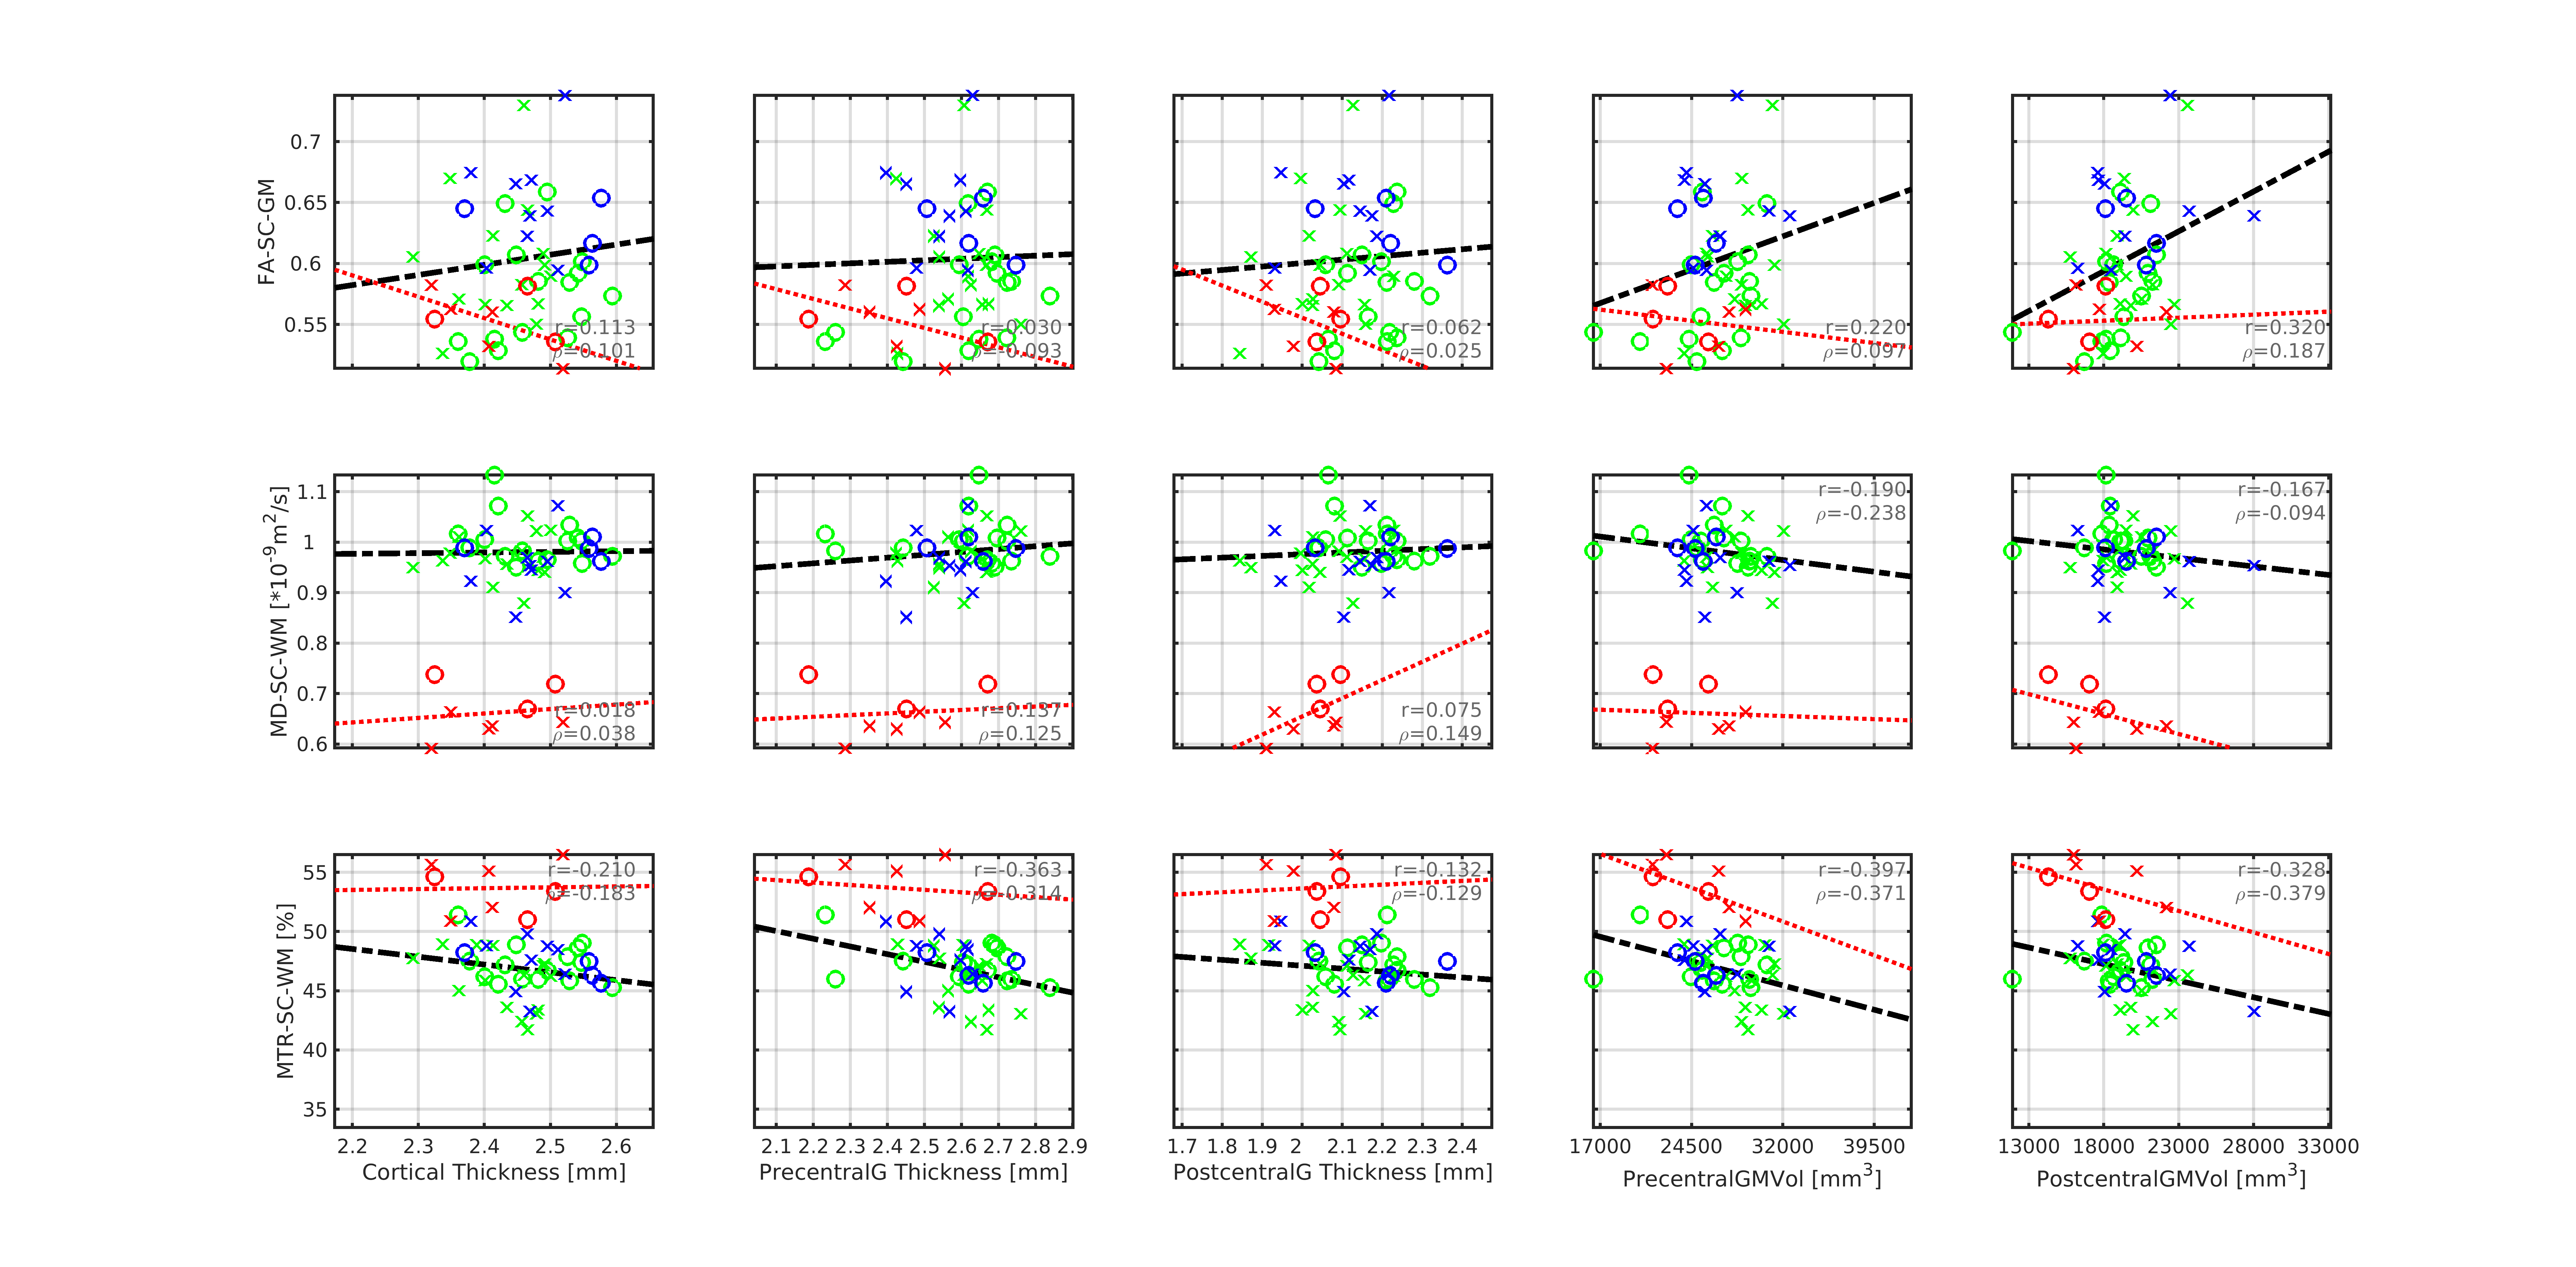 FA-SC-GM
0.7
0.65
0.6
0.55
r=0.113
ρ=0.101
r=0.030
ρ=-0.093
r=0.062
ρ=0.025
r=0.220
ρ=0.097
r=0.320
ρ=0.187
MD-SC-WM [*10-9m2/s]
1.1
1
0.9
0.8
0.7
0.6
r=0.018
ρ=0.038
r=0.137
ρ=0.125
r=0.075
ρ=0.149
r=-0.190
ρ=-0.238
r=-0.167
ρ=-0.094
MTR-SC-WM [%]
55
50
45
40
35
r=-0.210
ρ=-0.183
r=-0.363
ρ=-0.314
r=-0.132
ρ=-0.129
r=-0.397
ρ=-0.371
r=-0.328
ρ=-0.379
2.2 2.3 2.4 2.5 2.6
Cortical Thickness [mm]
2.1 2.2 2.3 2.4 2.5 2.6 2.7 2.8 2.9
PrecentralG Thickness [mm]
1.7 1.8 1.9 2 2.1 2.2 2.3 2.4
PostcentralG Thickness [mm]
17000 24500 32000 39500
PrecentralGMVol [mm3]
13000 18000 23000 28000 33000
PostcentralGMVol [mm3]